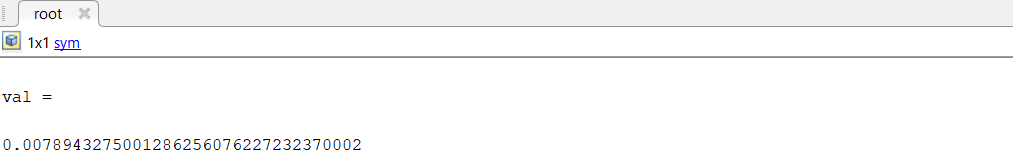 root
1x1 sym
val =
0.0078943275001286256076227232370002